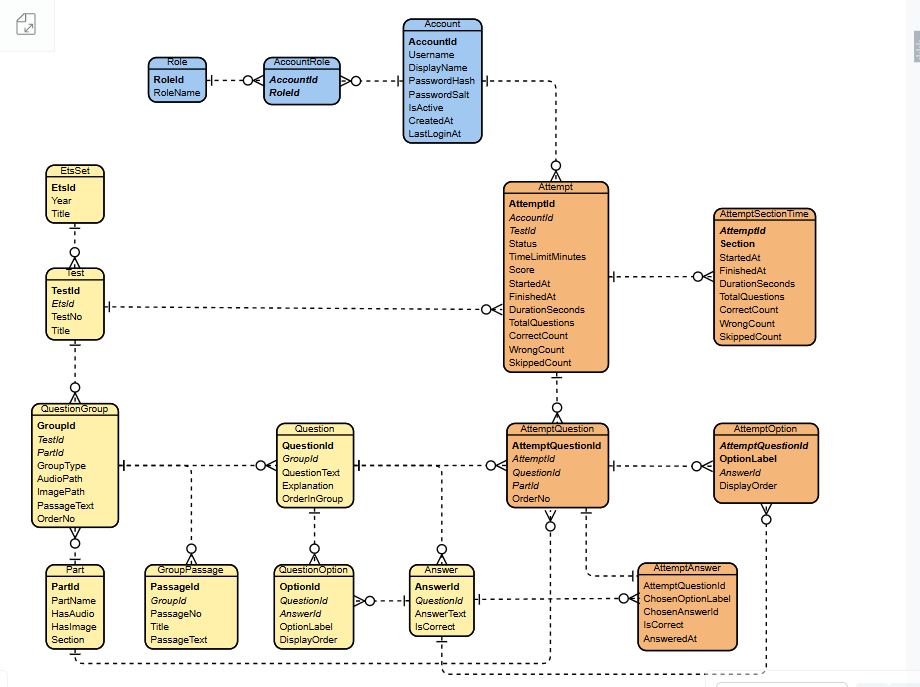 Account
AccountId
Username
DisplayName
PasswordHash
PasswordSalt
IsActive
CreatedAt
LastLoginAt
Role
RoleId
RoleName
AccountRole
AccountId
RoleId
EtsSet
EtsId
Year
Title
Attempt
AttemptId
AccountId
TestId
Status
TimeLimitMinutes
Score
StartedAt
FinishedAt
DurationSeconds
TotalQuestions
CorrectCount
WrongCount
SkippedCount
AttemptSectionTime
AttemptId
Section
StartedAt
FinishedAt
DurationSeconds
TotalQuestions
CorrectCount
WrongCount
SkippedCount
Test
TestId
EtsId
TestNo
Title
QuestionGroup
GroupId
TestId
PartId
GroupType
AudioPath
ImagePath
PassageText
OrderNo
Question
QuestionId
GroupId
QuestionText
Explanation
OrderInGroup
AttemptQuestion
AttemptQuestionId
AttemptId
QuestionId
PartId
OrderNo
AttemptOption
AttemptQuestionId
OptionLabel
AnswerId
DisplayOrder
Part
PartId
PartName
HasAudio
HasImage
Section
GroupPassage
PassageId
GroupId
PassageNo
Title
PassageText
QuestionOption
OptionId
QuestionId
AnswerId
OptionLabel
DisplayOrder
Answer
AnswerId
QuestionId
AnswerText
IsCorrect
AttemptAnswer
AttemptQuestionId
ChosenOptionLabel
ChosenAnswerId
IsCorrect
AnsweredAt